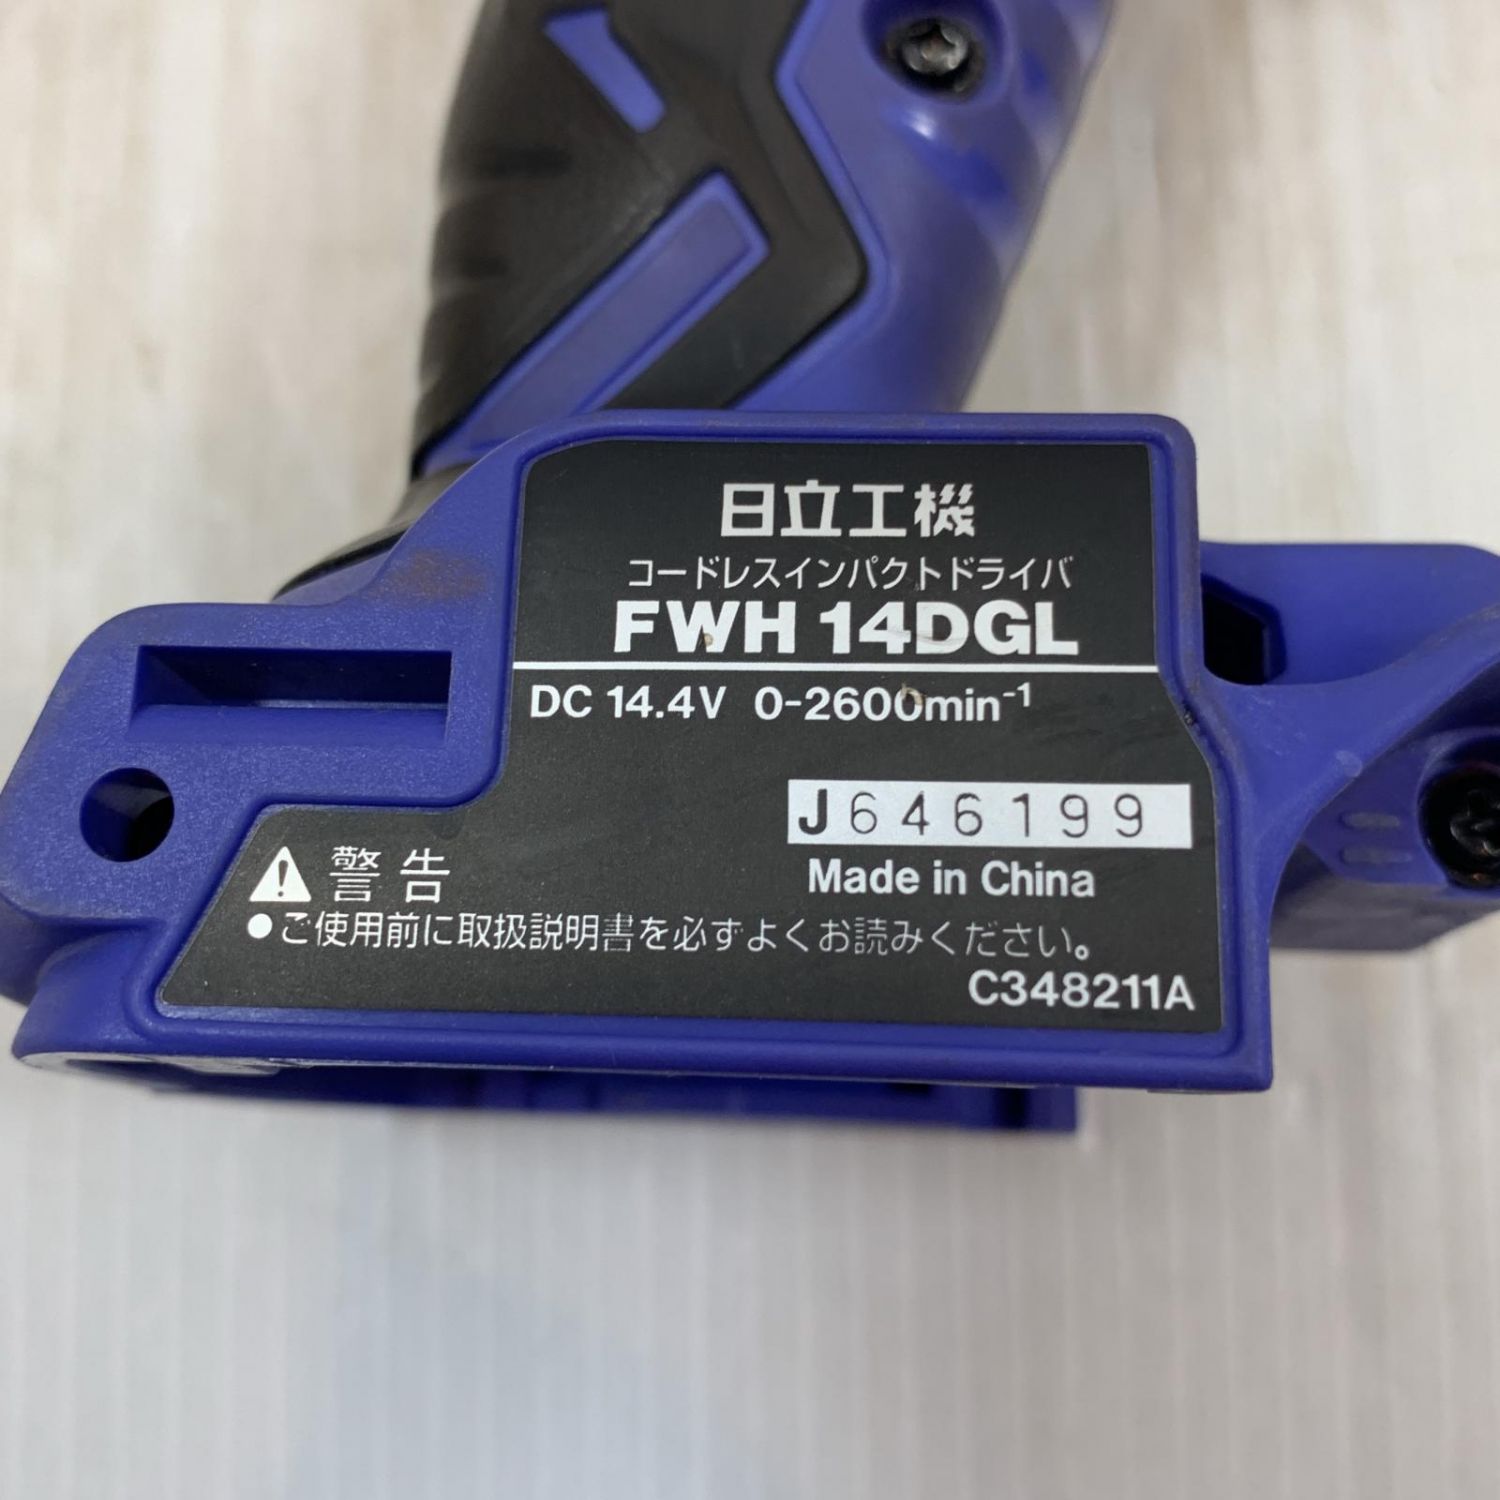 日立工機
コードレスインパクトドライバ
FWH 14DGL
DC 14.4V 0-2600min⁻¹
J646199
Made in China
⚠警告
●ご使用前に取扱説明書を必ずよくお読みください。
C348211A